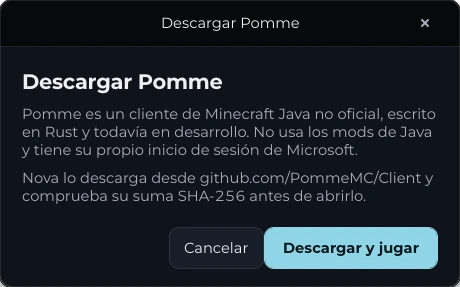 Descargar Pomme
×
Descargar Pomme
Pomme es un cliente de Minecraft Java no oficial, escrito
en Rust y todavía en desarrollo. No usa los mods de Java
y tiene su propio inicio de sesión de Microsoft.
Nova lo descarga desde github.com/PommeMC/Client y
comprueba su suma SHA-256 antes de abrirlo.
Cancelar
Descargar y jugar